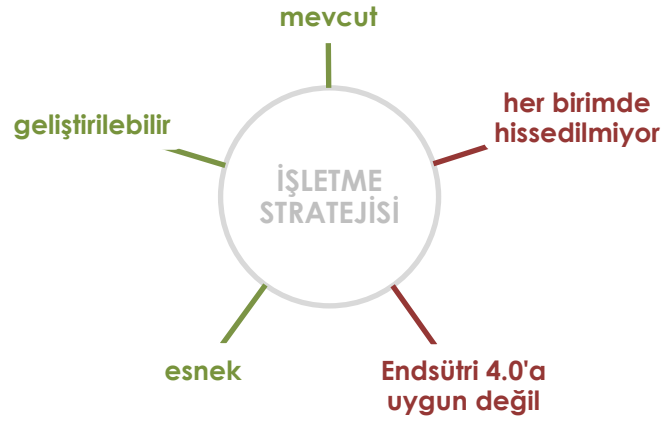 mevcut
geliştirilebilir
her birimde
hissedilmiyor
İŞLETME
STRATEJİSİ
esnek
Endsütri 4.0'a
uygun değil